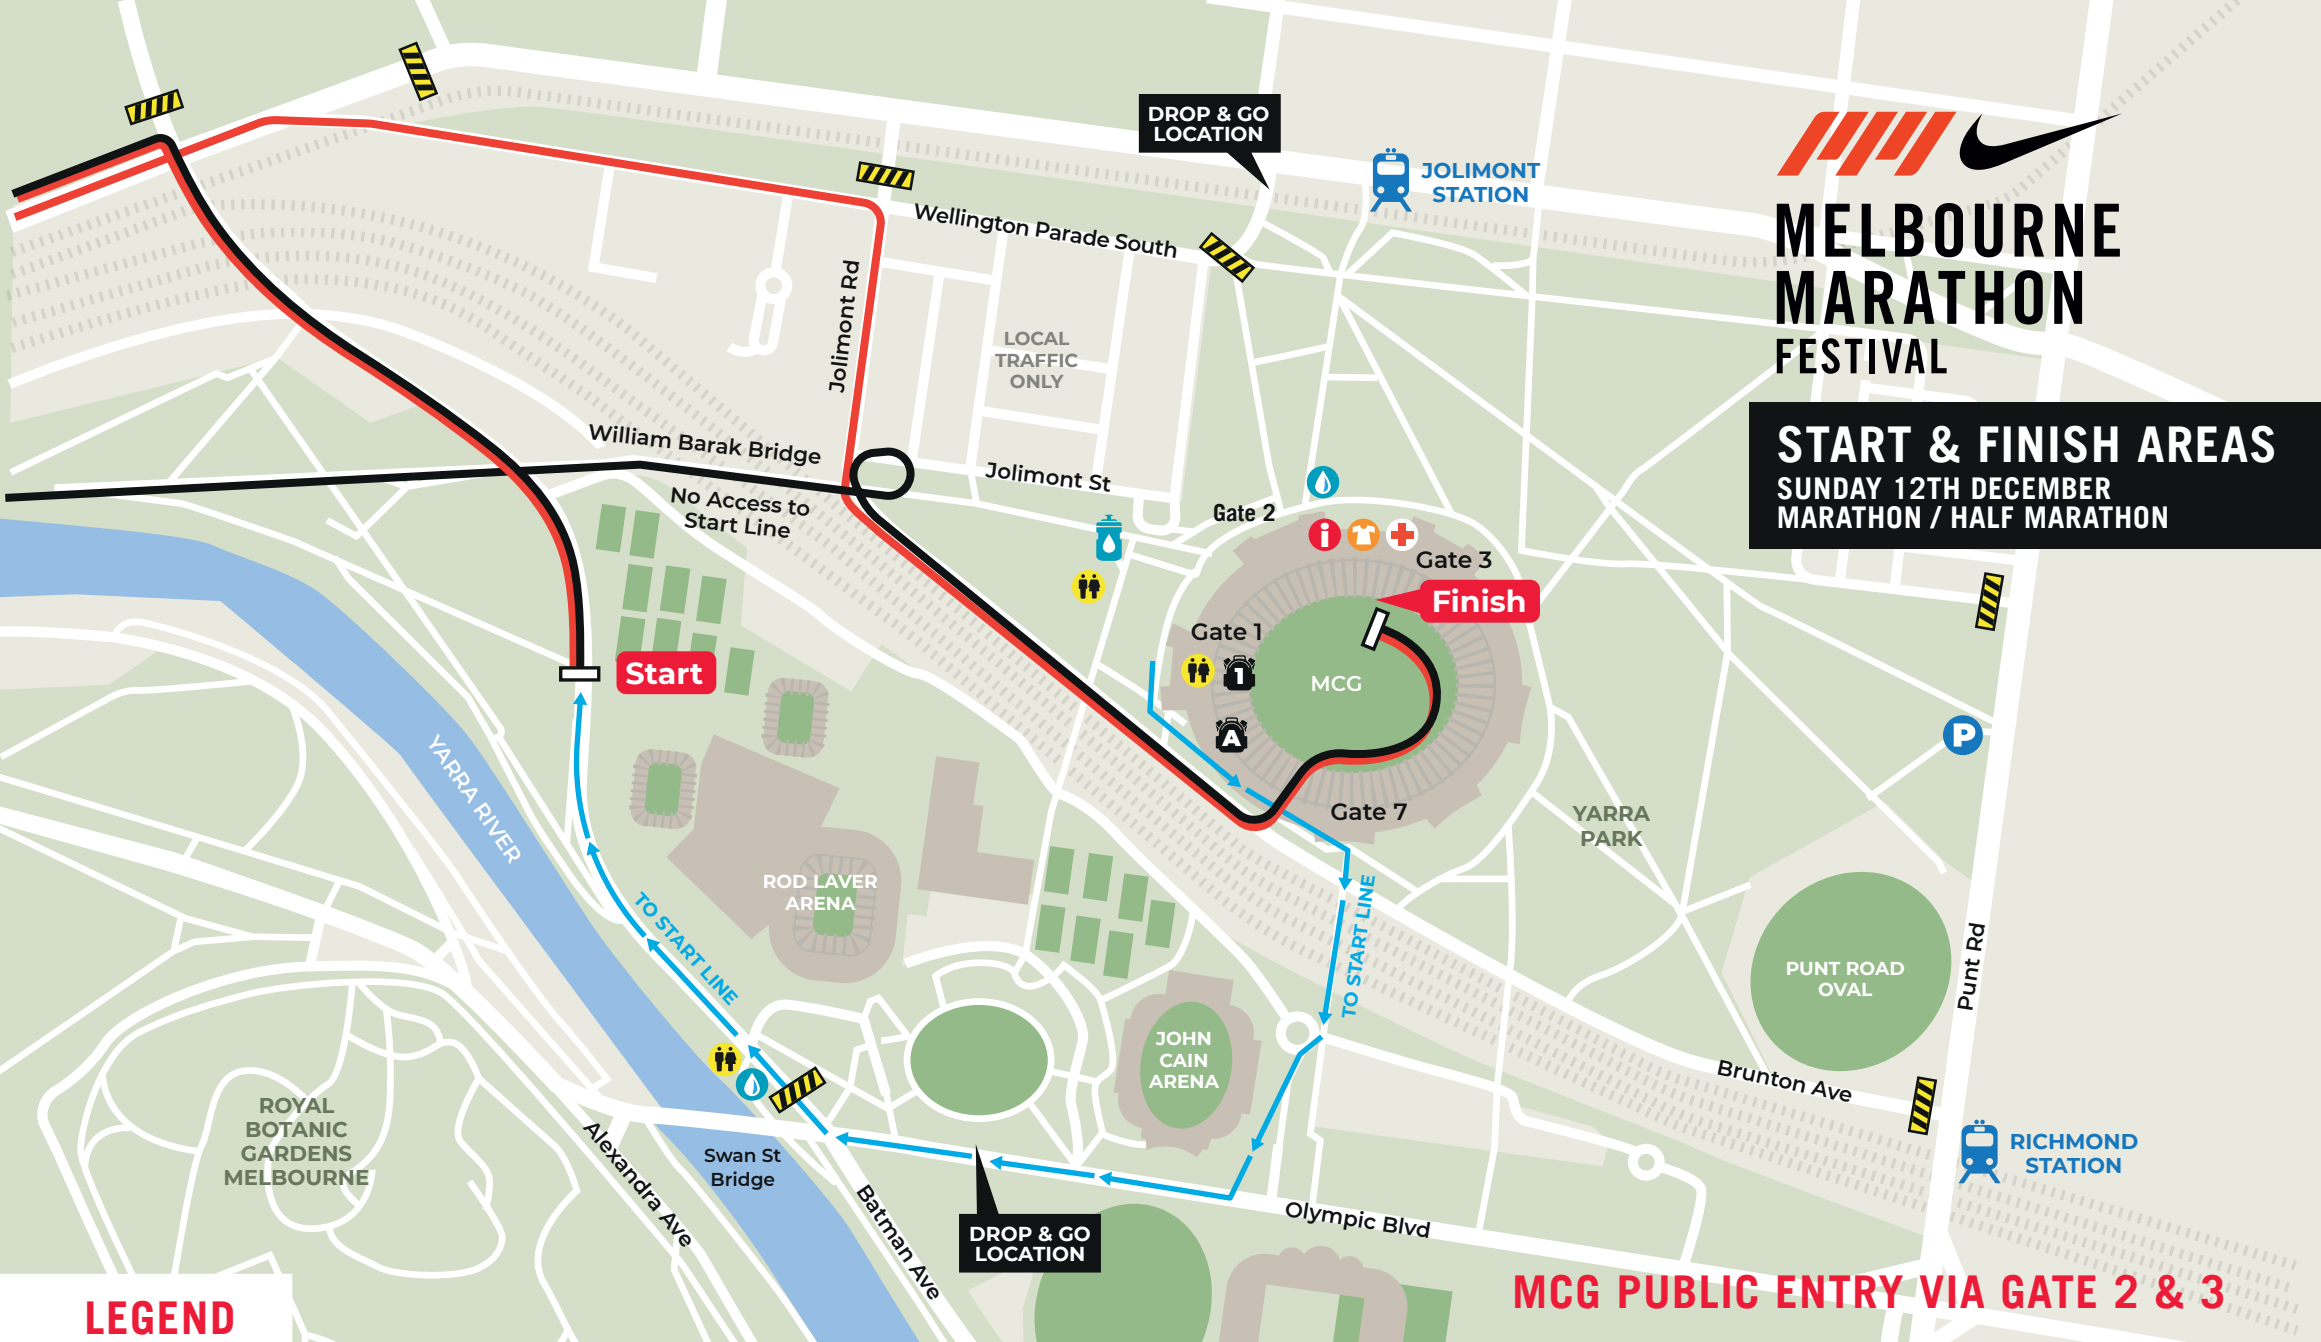 DROP & GO
LOCATION
JOLIMONT
STATION
MELBOURNE
MARATHON
FESTIVAL
START & FINISH AREAS
SUNDAY 12TH DECEMBER
MARATHON / HALF MARATHON
Wellington Parade South
Jolimont Rd
LOCAL
TRAFFIC
ONLY
William Barak Bridge
No Access to
Start Line
Jolimont St
Gate 2
Gate 3
Finish
Gate 1
1
A
MCG
Gate 7
Start
YARRA RIVER
ROD LAVER
ARENA
TO START LINE
TO START LINE
YARRA
PARK
P
PUNT ROAD
OVAL
Punt Rd
JOHN
CAIN
ARENA
Brunton Ave
RICHMOND
STATION
ROYAL
BOTANIC
GARDENS
MELBOURNE
Alexandra Ave
Swan St
Bridge
Batman Ave
DROP & GO
LOCATION
Olympic Blvd
MCG PUBLIC ENTRY VIA GATE 2 & 3
LEGEND